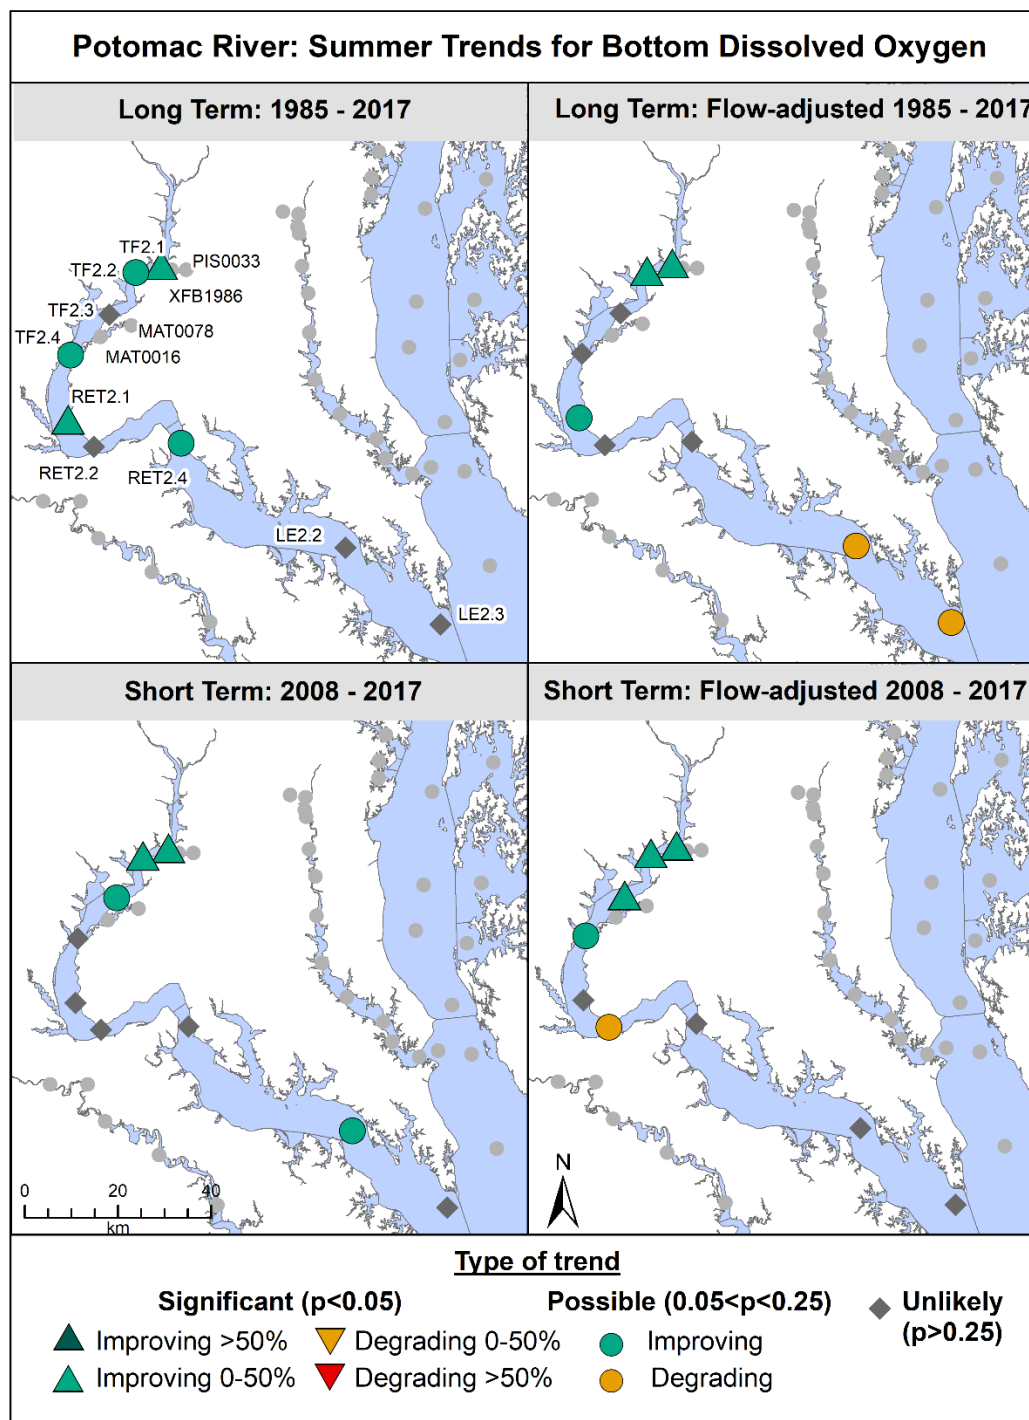 Potomac River: Summer Trends for Bottom Dissolved Oxygen
Long Term: 1985 - 2017
Long Term: Flow-adjusted 1985 - 2017
TF2.1
PIS0033
TF2.2
XFB1986
TF2.3
MAT0078
TF2.4
MAT0016
RET2.1
RET2.2
RET2.4
LE2.2
LE2.3
Short Term: 2008 - 2017
Short Term: Flow-adjusted 2008 - 2017
0 20 40
km
N
Type of trend
Significant (p<0.05)
Improving >50%
Improving 0-50%
Degrading 0-50%
Degrading >50%
Possible (0.05<p<0.25)
Improving
Degrading
Unlikely
(p>0.25)